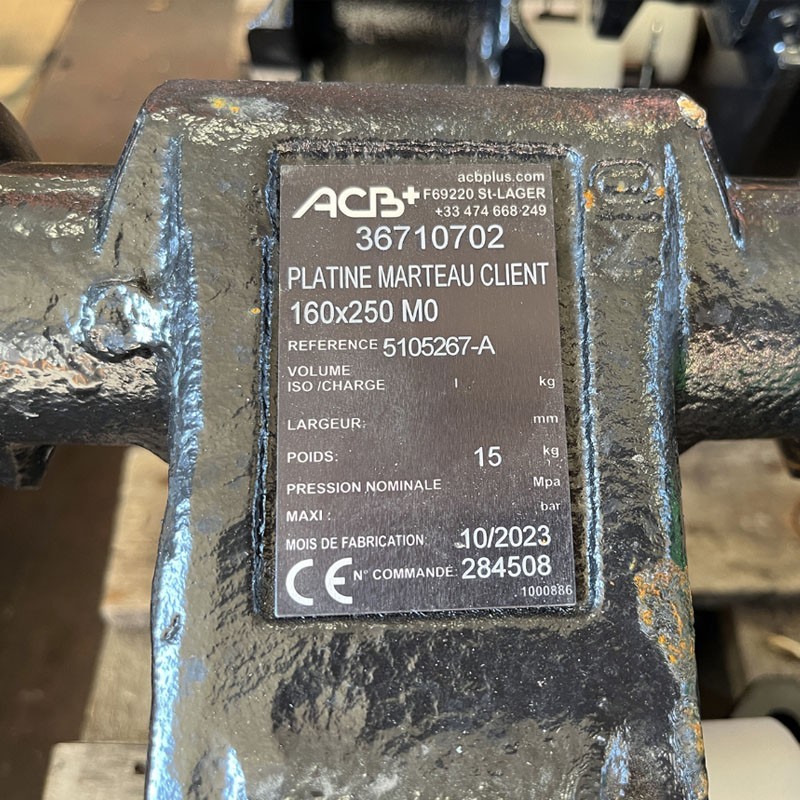 acbplus.com
ACB+ F69220 St-LAGER
+33 474 668 249
36710702
PLATINE MARTEAU CLIENT
160x250 M0
REFERENCE 5105267-A
VOLUME
ISO /CHARGE l kg
LARGEUR: mm
POIDS: 15 kg
PRESSION NOMINALE Mpa
MAXI : bar
MOIS DE FABRICATION: 10/2023
CE N° COMMANDE: 284508
1000886